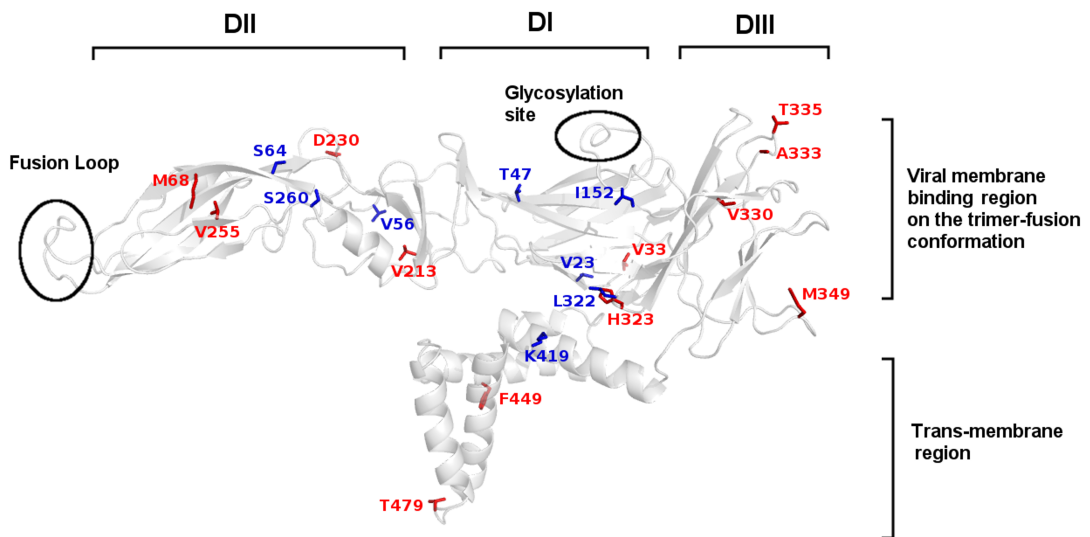 DII
DI
DIII
Glycosylation
site
Fusion Loop
T335
A333
D230
S64
M68
S260
T47
I152
V330
V255
V56
V213
V33
V23
L322
H323
M349
K419
F449
T479
Viral membrane
binding region
on the trimer-fusion
conformation
Trans-membrane
region